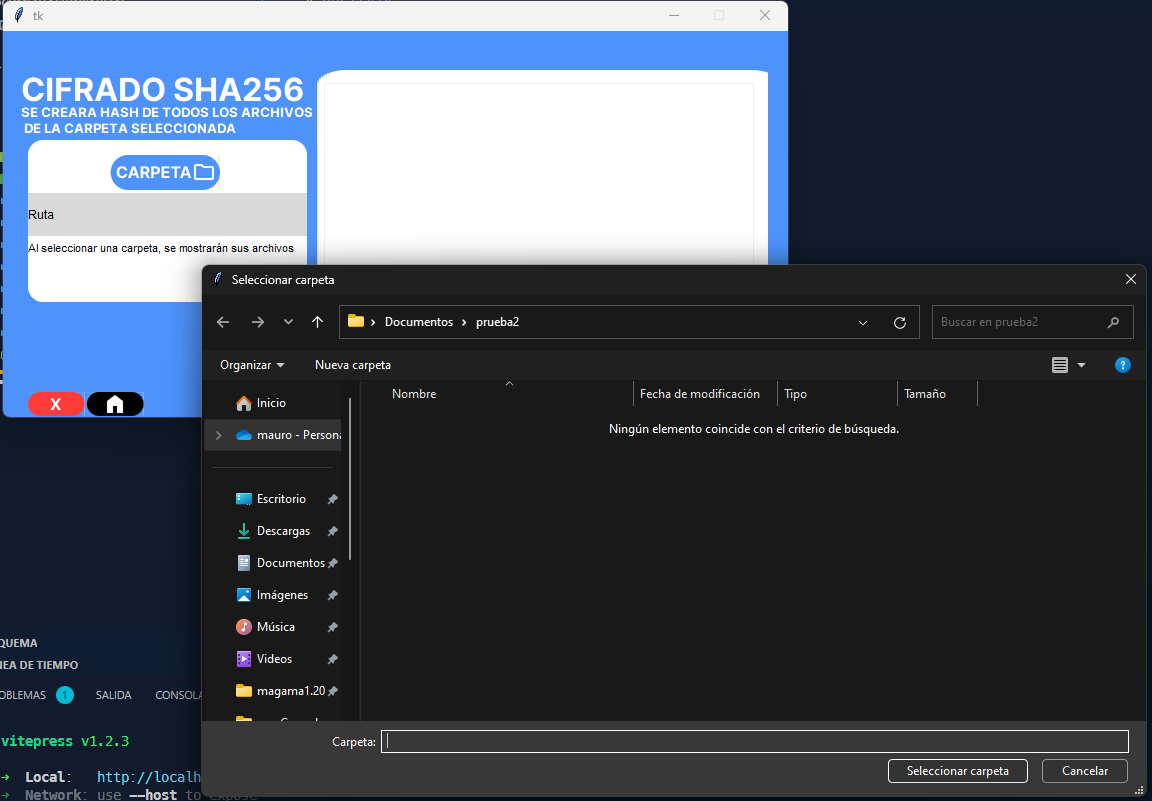 tk
CIFRADO SHA256
SE CREARA HASH DE TODOS LOS ARCHIVOS
DE LA CARPETA SELECCIONADA
CARPETA
Ruta
Al seleccionar una carpeta, se mostrarán sus archivos
X
Seleccionar carpeta
Documentos
prueba2
Buscar en prueba2
Organizar
Nueva carpeta
?
Nombre
Fecha de modificación
Tipo
Tamaño
Ningún elemento coincide con el criterio de búsqueda.
Inicio
mauro - Persona
Escritorio
Descargas
Documentos
Imágenes
Música
Videos
magama1.20
Carpeta:
Seleccionar carpeta
Cancelar
QUEMA
NEA DE TIEMPO
OBLEMAS 1 SALIDA CONSOLA
vitepress v1.2.3
➜ Local: http://localh
➜ Network: use --host to expose